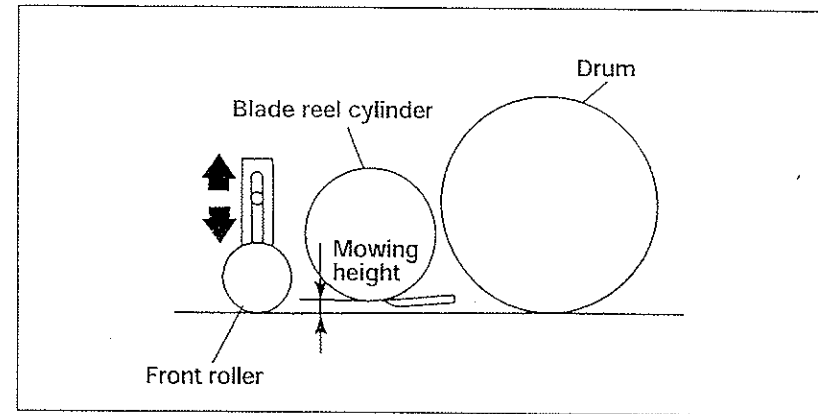 Drum
Blade reel cylinder
Mowing
height
Front roller